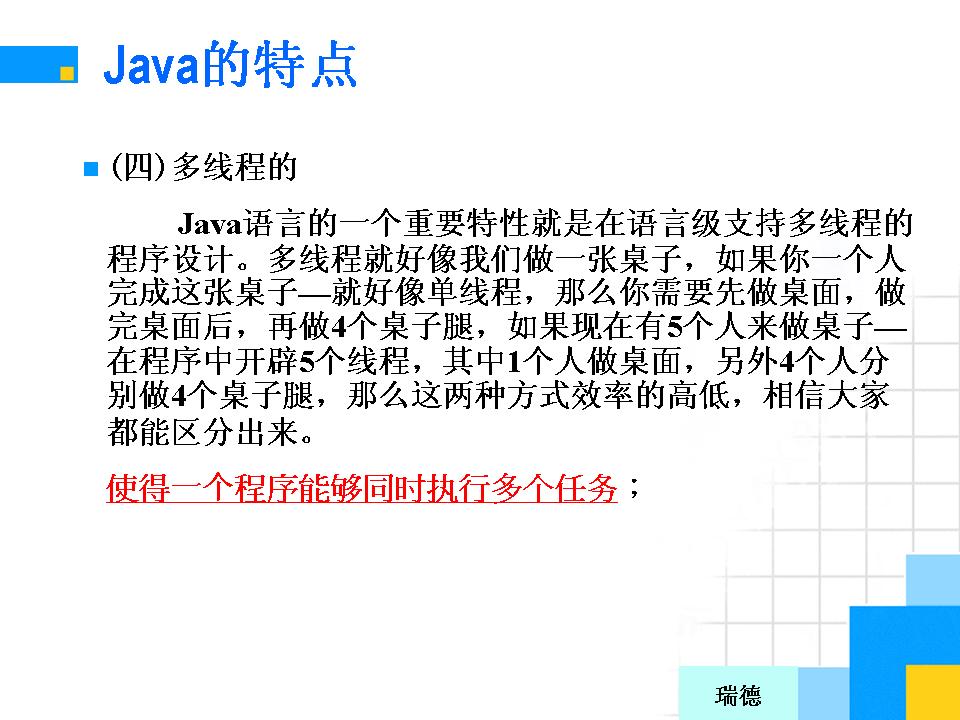 Java的特点
(四)多线程的
Java语言的一个重要特性就是在语言级支持多线程的
程序设计。多线程就好像我们做一张桌子，如果你一个人
完成这张桌子—就好像单线程，那么你需要先做桌面，做
完桌面后，再做4个桌子腿，如果现在有5个人来做桌子—
在程序中开辟5个线程，其中1个人做桌面，另外4个人分
别做4个桌子腿，那么这两种方式效率的高低，相信大家
都能区分出来。
使得一个程序能够同时执行多个任务；
瑞德